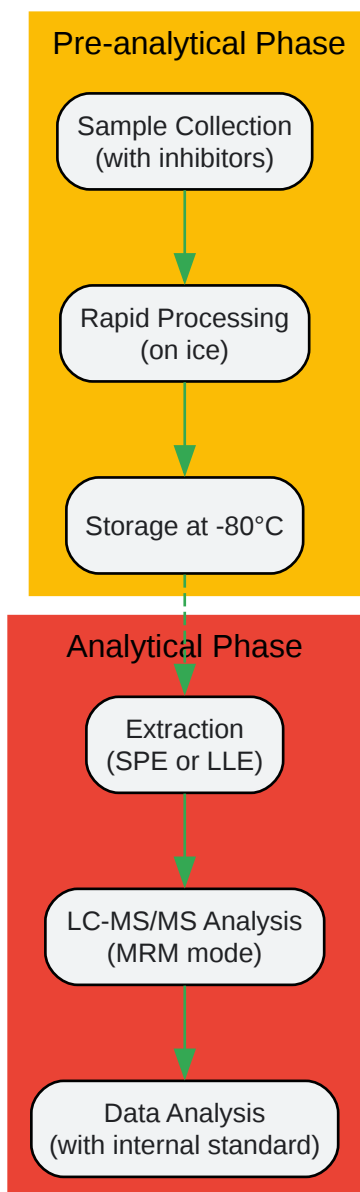 Pre-analytical Phase
Sample Collection
(with inhibitors)
Rapid Processing
(on ice)
Storage at -80°C
Analytical Phase
Extraction
(SPE or LLE)
LC-MS/MS Analysis
(MRM mode)
Data Analysis
(with internal standard)